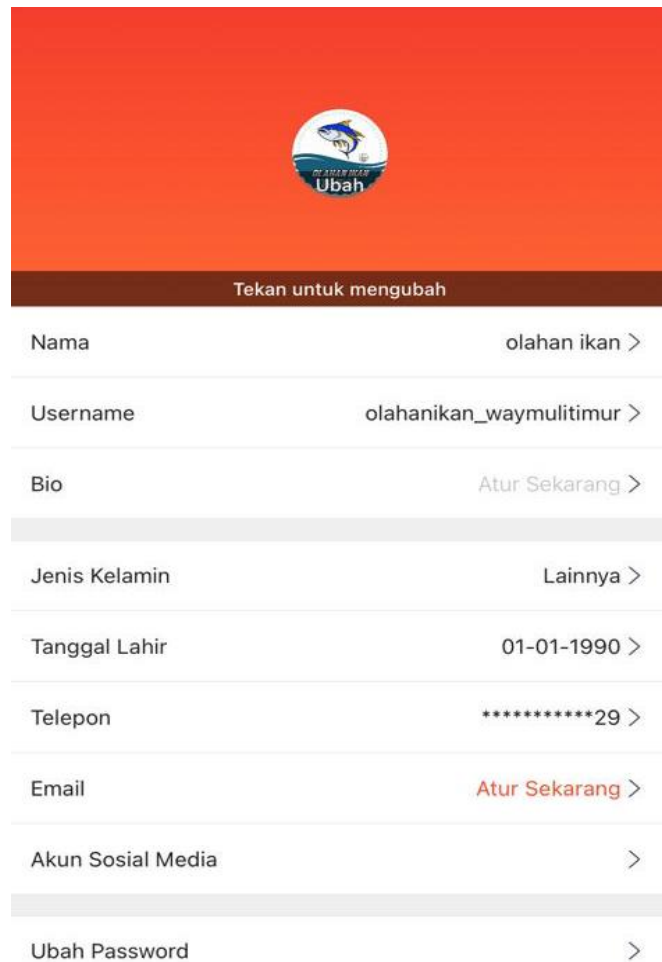 OLAHAN IKAN
Ubah
Tekan untuk mengubah
Nama olahan ikan >
Username olahanikan_waymulitimur >
Bio Atur Sekarang >
Jenis Kelamin Lainnya >
Tanggal Lahir 01-01-1990 >
Telepon ***********29 >
Email Atur Sekarang >
Akun Sosial Media >
Ubah Password >